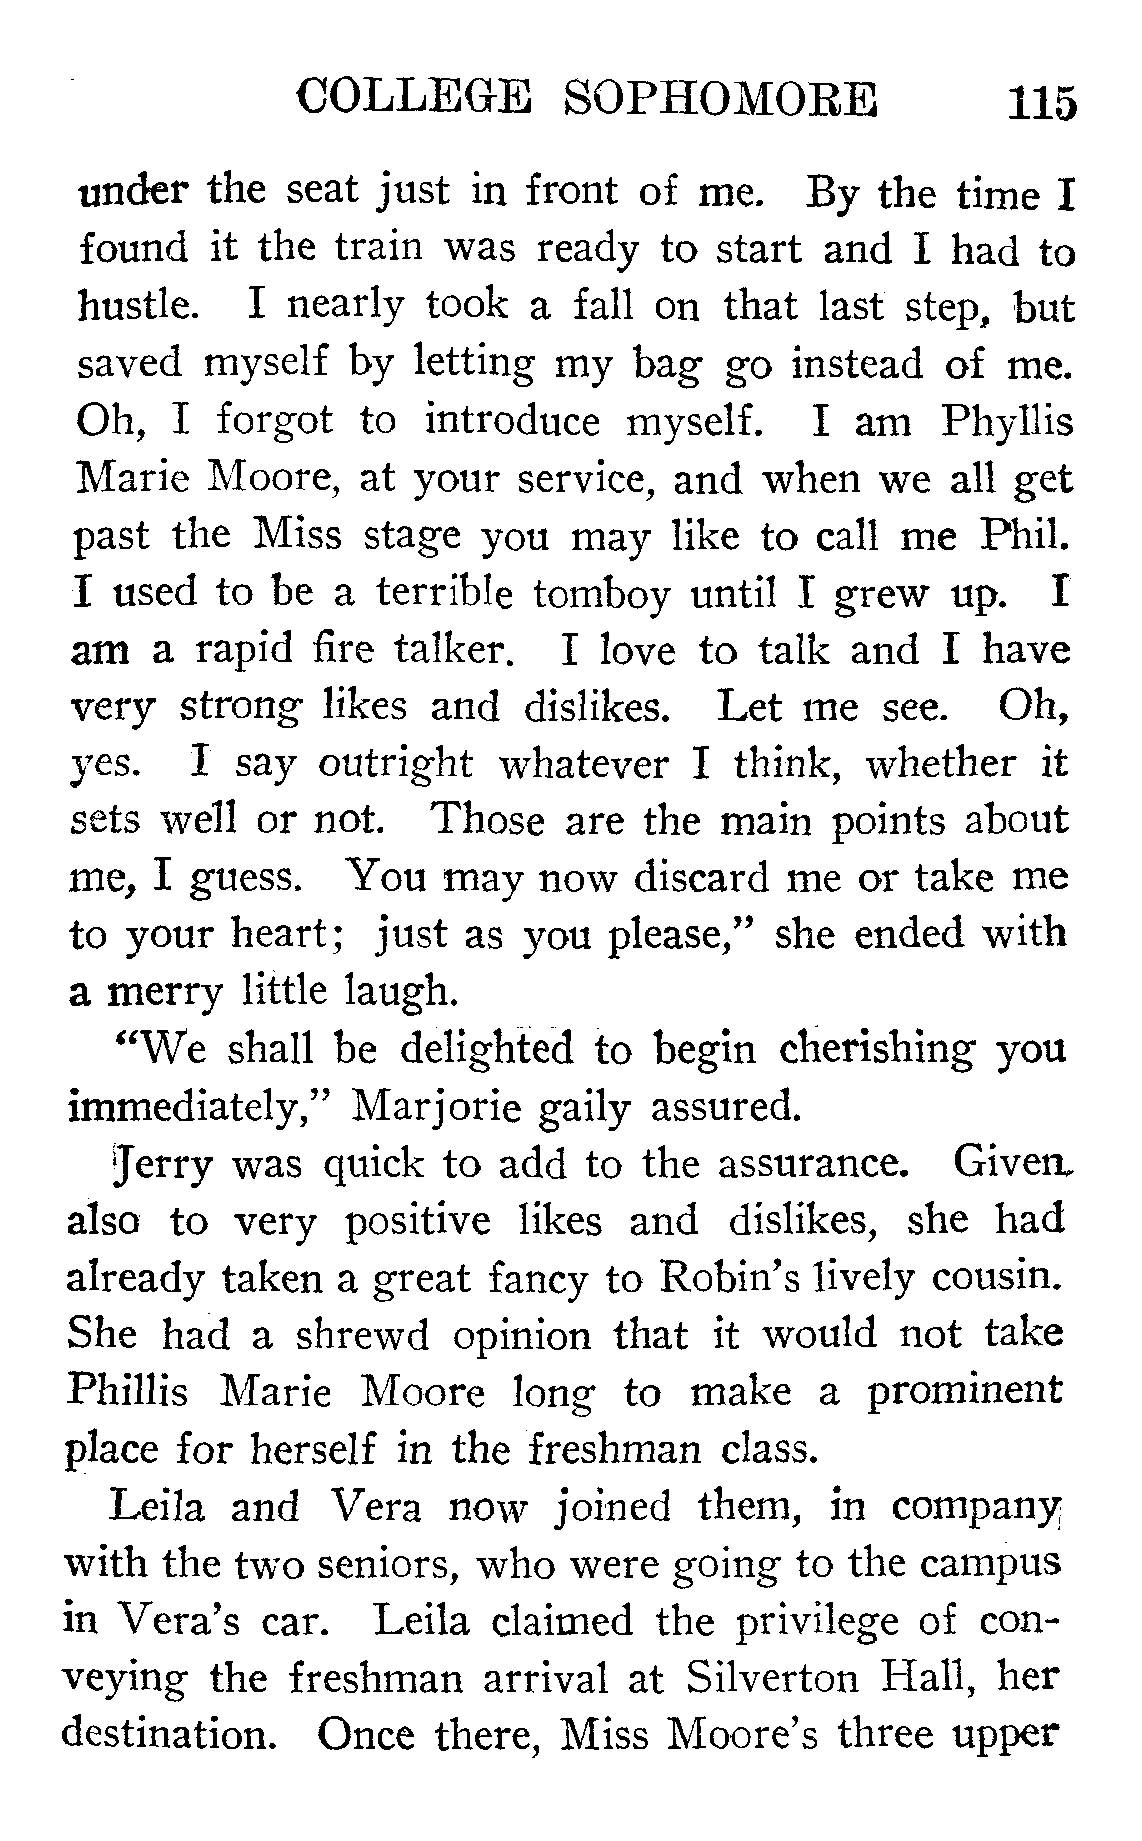 COLLEGE SOPHOMORE 115
under the seat just in front of me. By the time I
found it the train was ready to start and I had to
hustle. I nearly took a fall on that last step, but
saved myself by letting my bag go instead of me.
Oh, I forgot to introduce myself. I am Phyllis
Marie Moore, at your service, and when we all get
past the Miss stage you may like to call me Phil.
I used to be a terrible tomboy until I grew up. I
am a rapid fire talker. I love to talk and I have
very strong likes and dislikes. Let me see. Oh,
yes. I say outright whatever I think, whether it
sets well or not. Those are the main points about
me, I guess. You may now discard me or take me
to your heart; just as you please,” she ended with
a merry little laugh.
“We shall be delighted to begin cherishing you
immediately,” Marjorie gaily assured.
Jerry was quick to add to the assurance. Given
also to very positive likes and dislikes, she had
already taken a great fancy to Robin’s lively cousin.
She had a shrewd opinion that it would not take
Phillis Marie Moore long to make a prominent
place for herself in the freshman class.
Leila and Vera now joined them, in company
with the two seniors, who were going to the campus
in Vera’s car. Leila claimed the privilege of con-
veying the freshman arrival at Silverton Hall, her
destination. Once there, Miss Moore’s three upper